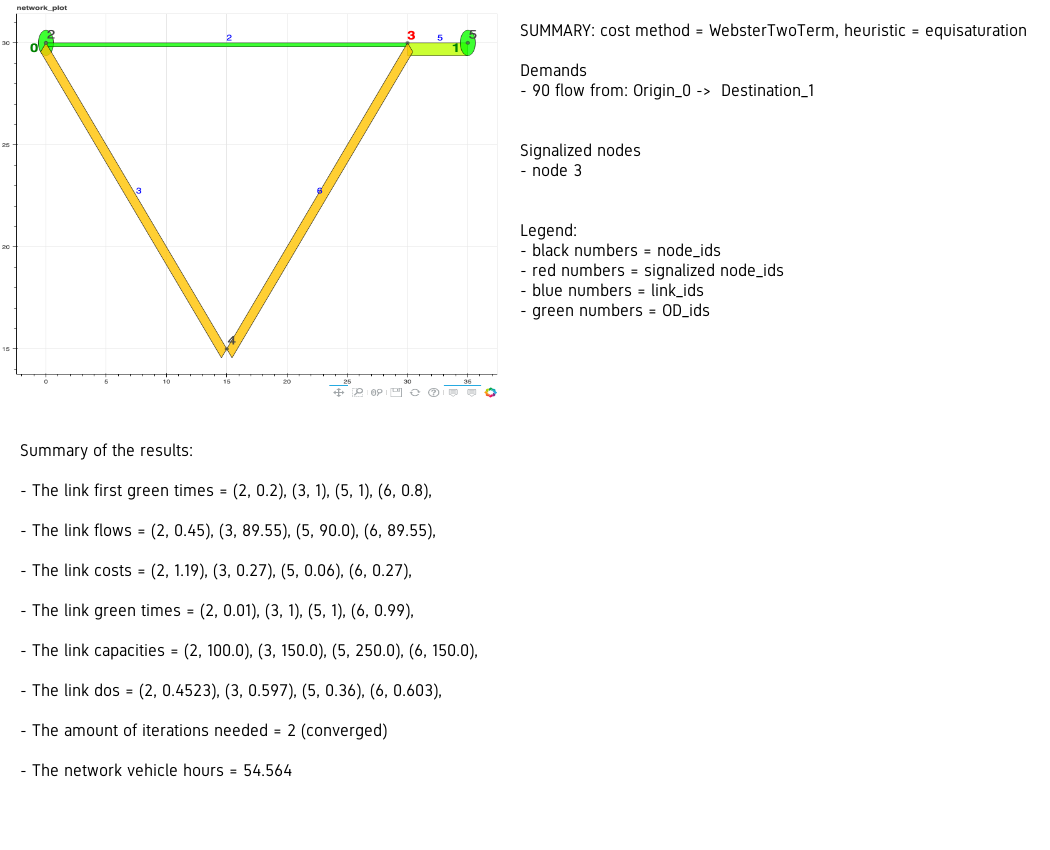 network_plot
30
25
20
15
0
5
10
15
20
25
30
35
0
2
2
3
5
5
1
3
6
4
SUMMARY: cost method = WebsterTwoTerm, heuristic = equisaturation
Demands
- 90 flow from: Origin_0 -> Destination_1
Signalized nodes
- node 3
Legend:
- black numbers = node_ids
- red numbers = signalized node_ids
- blue numbers = link_ids
- green numbers = OD_ids
Summary of the results:
- The link first green times = (2, 0.2), (3, 1), (5, 1), (6, 0.8),
- The link flows = (2, 0.45), (3, 89.55), (5, 90.0), (6, 89.55),
- The link costs = (2, 1.19), (3, 0.27), (5, 0.06), (6, 0.27),
- The link green times = (2, 0.01), (3, 1), (5, 1), (6, 0.99),
- The link capacities = (2, 100.0), (3, 150.0), (5, 250.0), (6, 150.0),
- The link dos = (2, 0.4523), (3, 0.597), (5, 0.36), (6, 0.603),
- The amount of iterations needed = 2 (converged)
- The network vehicle hours = 54.564